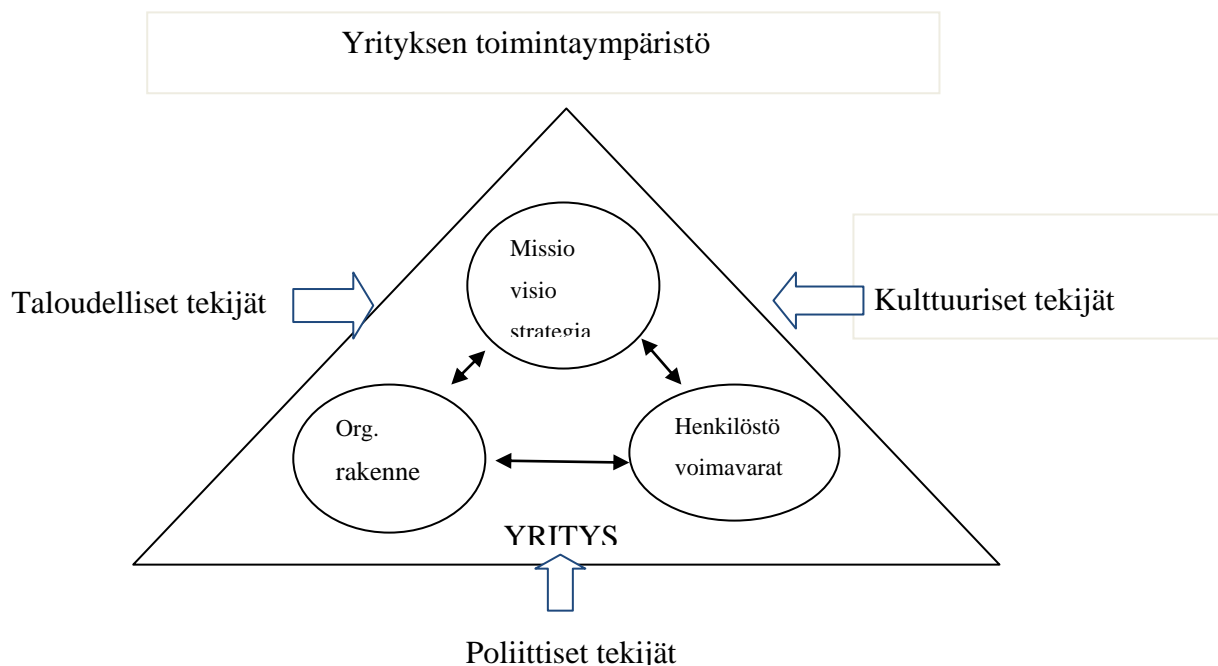 Yrityksen toimintaympäristö
Missio
visio
strategia
Taloudelliset tekijät
Kulttuuriset tekijät
Org.
rakenne
Henkilöstö
voimavarat
YRITYS
Poliittiset tekijät